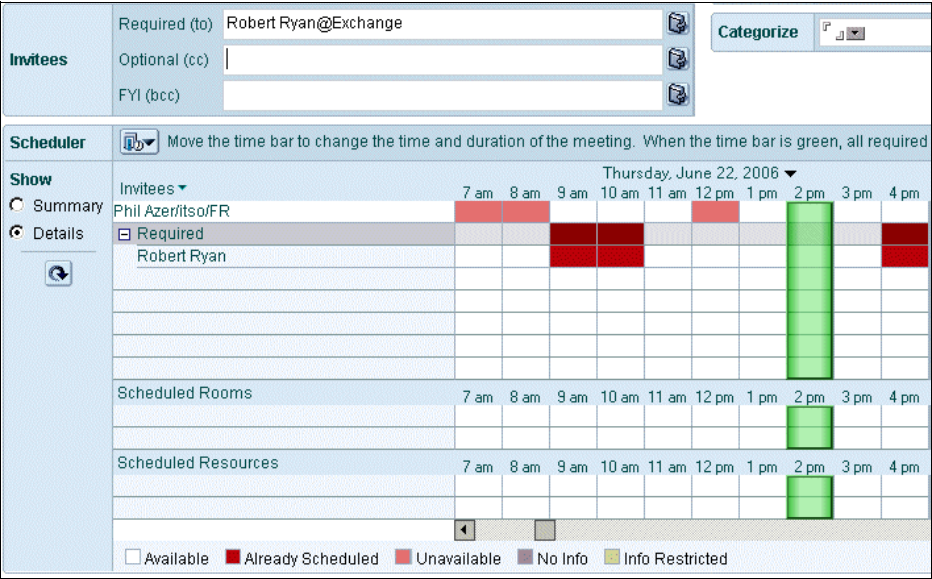 Required (to) Robert Ryan@Exchange
Categorize
Invitees Optional (cc)
FYI (bcc)
Scheduler Move the time bar to change the time and duration of the meeting. When the time bar is green, all required
Show
Thursday, June 22, 2006
Invitees 7 am 8 am 9 am 10 am 11 am 12 pm 1 pm 2 pm 3 pm 4 pm
Summary Phil Azer/itso/FR
Details Required
Robert Ryan
Scheduled Rooms 7 am 8 am 9 am 10 am 11 am 12 pm 1 pm 2 pm 3 pm 4 pm
Scheduled Resources 7 am 8 am 9 am 10 am 11 am 12 pm 1 pm 2 pm 3 pm 4 pm
Available Already Scheduled Unavailable No Info Info Restricted